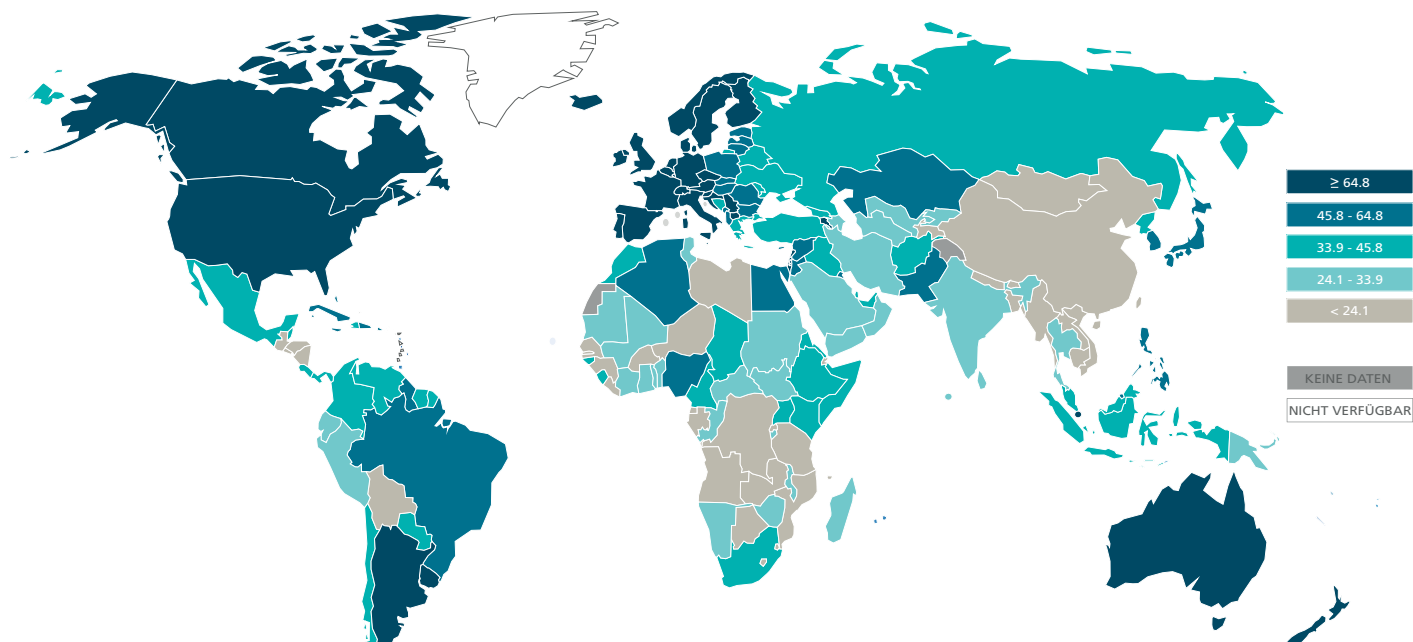 ≥ 64.8
45.8 - 64.8
33.9 - 45.8
24.1 - 33.9
< 24.1
KEINE DATEN
NICHT VERFÜGBAR